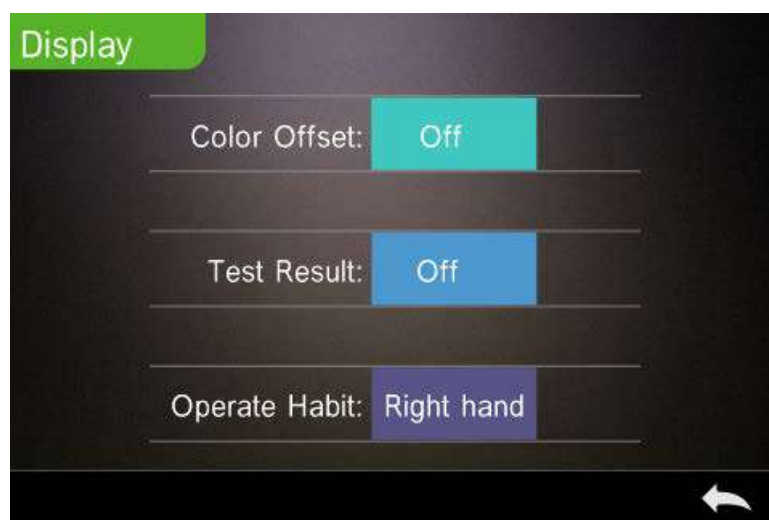 Display
Color Offset: Off
Test Result: Off
Operate Habit: Right hand